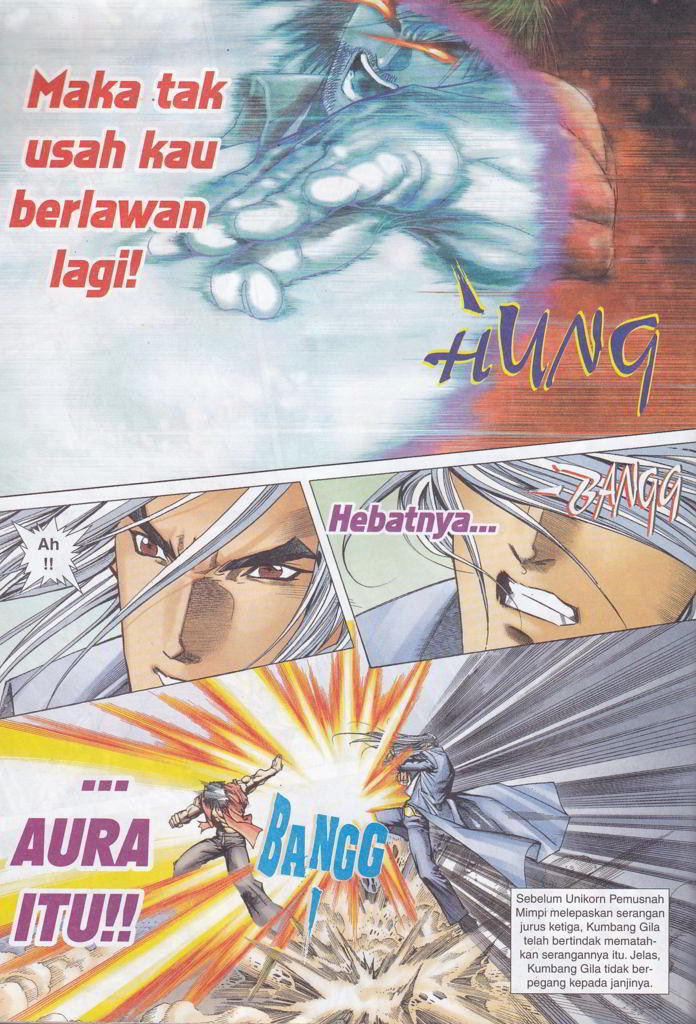 Maka tak
usah kau
berlawan
lagi!
HUNG
Ah
!!
Hebatnya...
BANGG
...
AURA
ITU!!
BANGG
!
Sebelum Unikorn Pemusnah
Mimpi melepaskan serangan
jurus ketiga, Kumbang Gila
telah bertindak mematah-
kan serangannya itu. Jelas,
Kumbang Gila tidak ber-
pegang kepada janjinya.